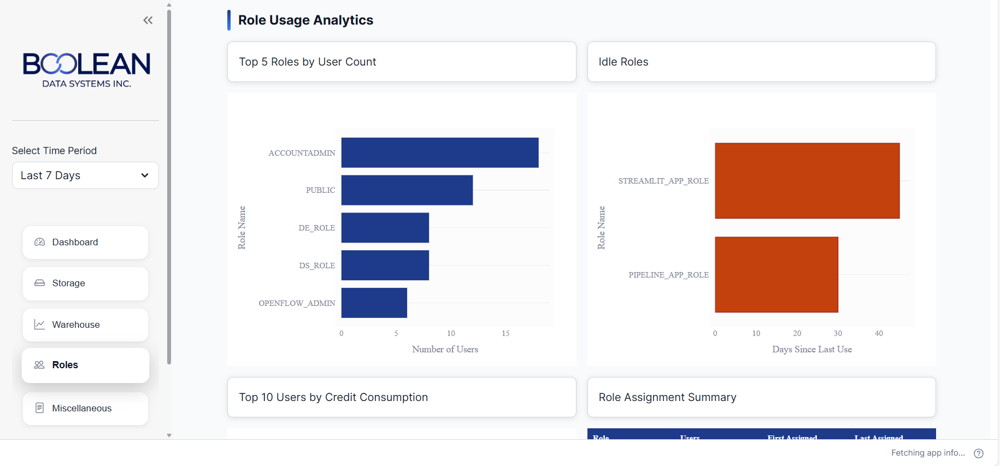 BOOLEAN
DATA SYSTEMS INC.
Select Time Period
Last 7 Days
Dashboard
Storage
Warehouse
Roles
Miscellaneous
Role Usage Analytics
Top 5 Roles by User Count
Role Name
ACCOUNTADMIN
PUBLIC
DE_ROLE
DS_ROLE
OPENFLOW_ADMIN
0 5 10 15
Number of Users
Idle Roles
Role Name
STREAMLIT_APP_ROLE
PIPELINE_APP_ROLE
0 10 20 30 40
Days Since Last Use
Top 10 Users by Credit Consumption
Role Assignment Summary
Role Users First Assigned Last Assigned
Fetching app info...